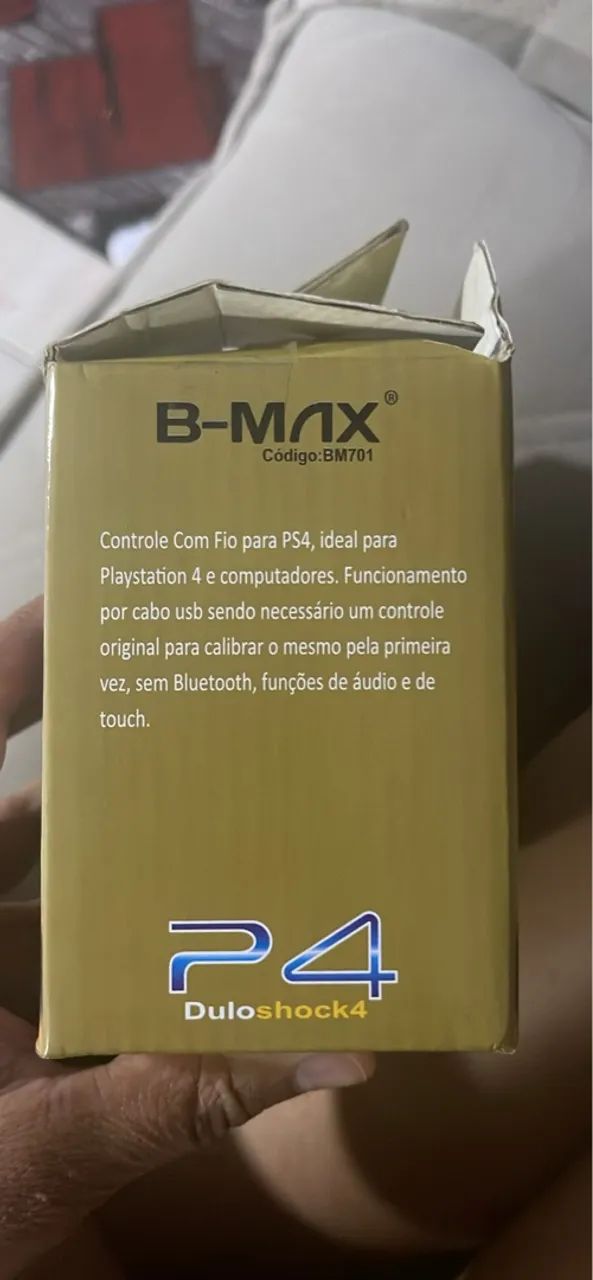 B-MAX®
Código:BM701
Controle Com Fio para PS4, ideal para
Playstation 4 e computadores. Funcionamento
por cabo usb sendo necessário um controle
original para calibrar o mesmo pela primeira
vez, sem Bluetooth, funções de áudio e de
touch.
P4
Duloshock4